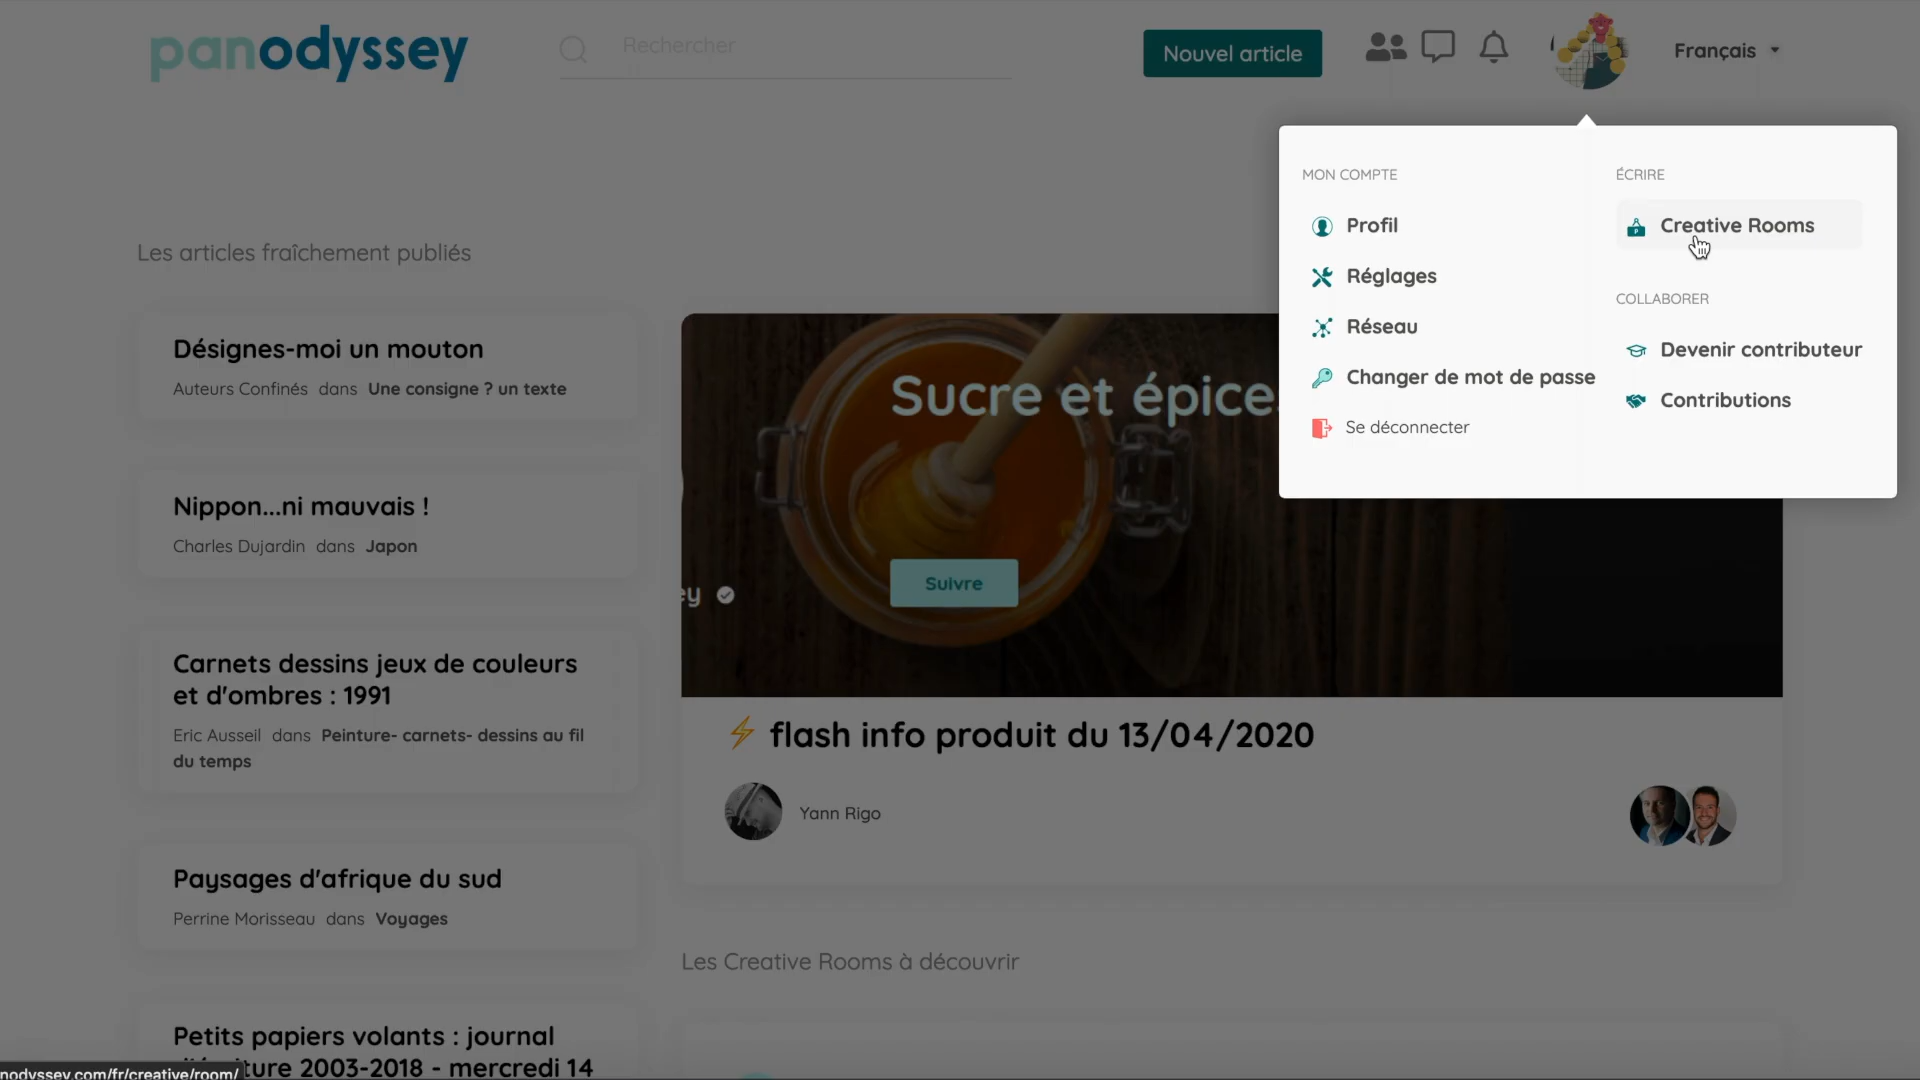 panodyssey
Rechercher
Nouvel article
Français
MON COMPTE
Profil
Réglages
Réseau
Changer de mot de passe
Se déconnecter
ÉCRIRE
Creative Rooms
COLLABORER
Devenir contributeur
Contributions
Les articles fraîchement publiés
Désignes-moi un mouton
Auteurs Confinés dans Une consigne ? un texte
Nippon...ni mauvais !
Charles Dujardin dans Japon
Carnets dessins jeux de couleurs
et d'ombres : 1991
Eric Ausseil dans Peinture- carnets- dessins au fil
du temps
Paysages d'afrique du sud
Perrine Morisseau dans Voyages
Petits papiers volants : journal
2003-2018 - mercredi 14
Sucre et épice
ey
Suivre
flash info produit du 13/04/2020
Yann Rigo
Les Creative Rooms à découvrir
nodyssey.com/fr/creative/room/